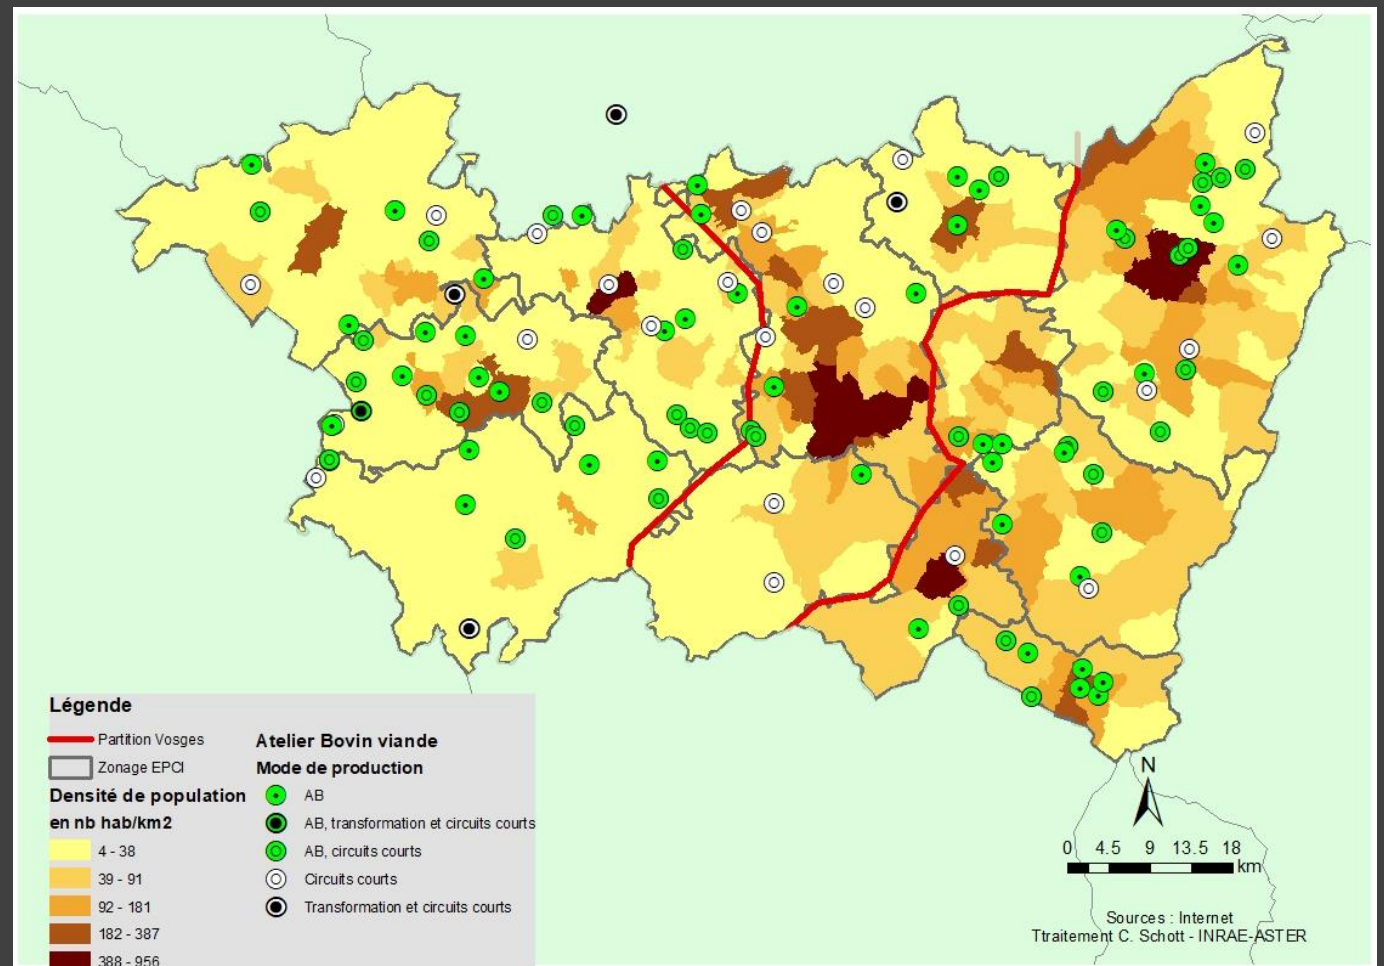 Légende
Partition Vosges
Zonage EPCI
Densité de population
en nb hab/km2
4 - 38
39 - 91
92 - 181
182 - 387
388 - 956
Atelier Bovin viande
Mode de production
AB
AB, transformation et circuits courts
AB, circuits courts
Circuits courts
Transformation et circuits courts
N
0 4.5 9 13.5 18
km
Sources : Internet
Ttraitement C. Schott - INRAE-ASTER